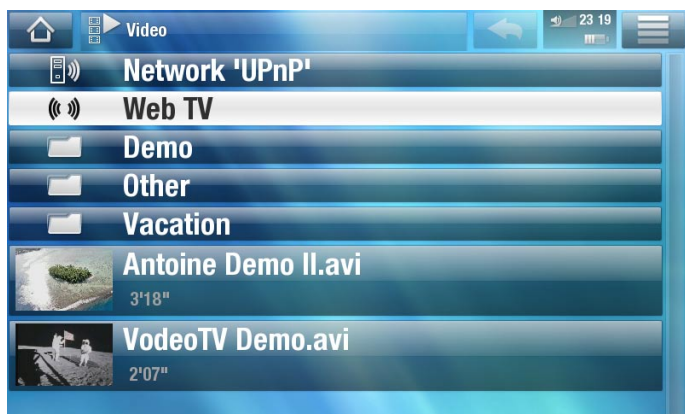 Video
23 19
Network 'UPnP'
Web TV
Demo
Other
Vacation
Antoine Demo II.avi
3'18"
VodeoTV Demo.avi
2'07"